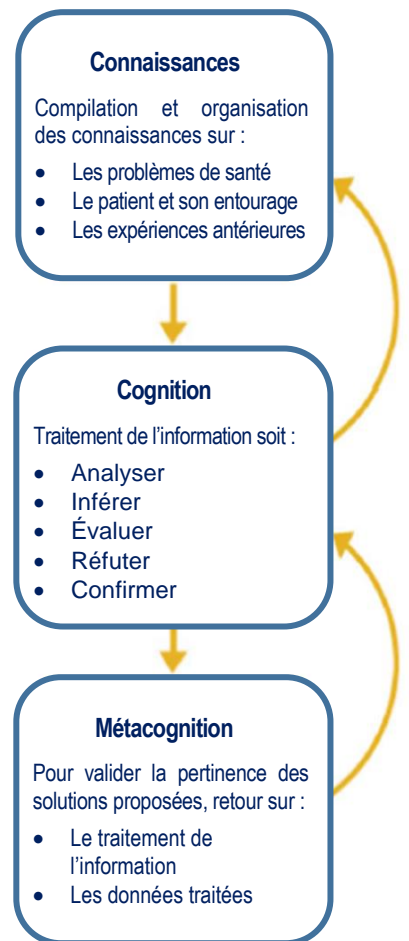 Connaissances
Compilation et organisation
des connaissances sur :
• Les problèmes de santé
• Le patient et son entourage
• Les expériences antérieures
Cognition
Traitement de l'information soit :
• Analyser
• Inférer
• Évaluer
• Réfuter
• Confirmer
Métacognition
Pour valider la pertinence des
solutions proposées, retour sur :
• Le traitement de
l'information
• Les données traitées